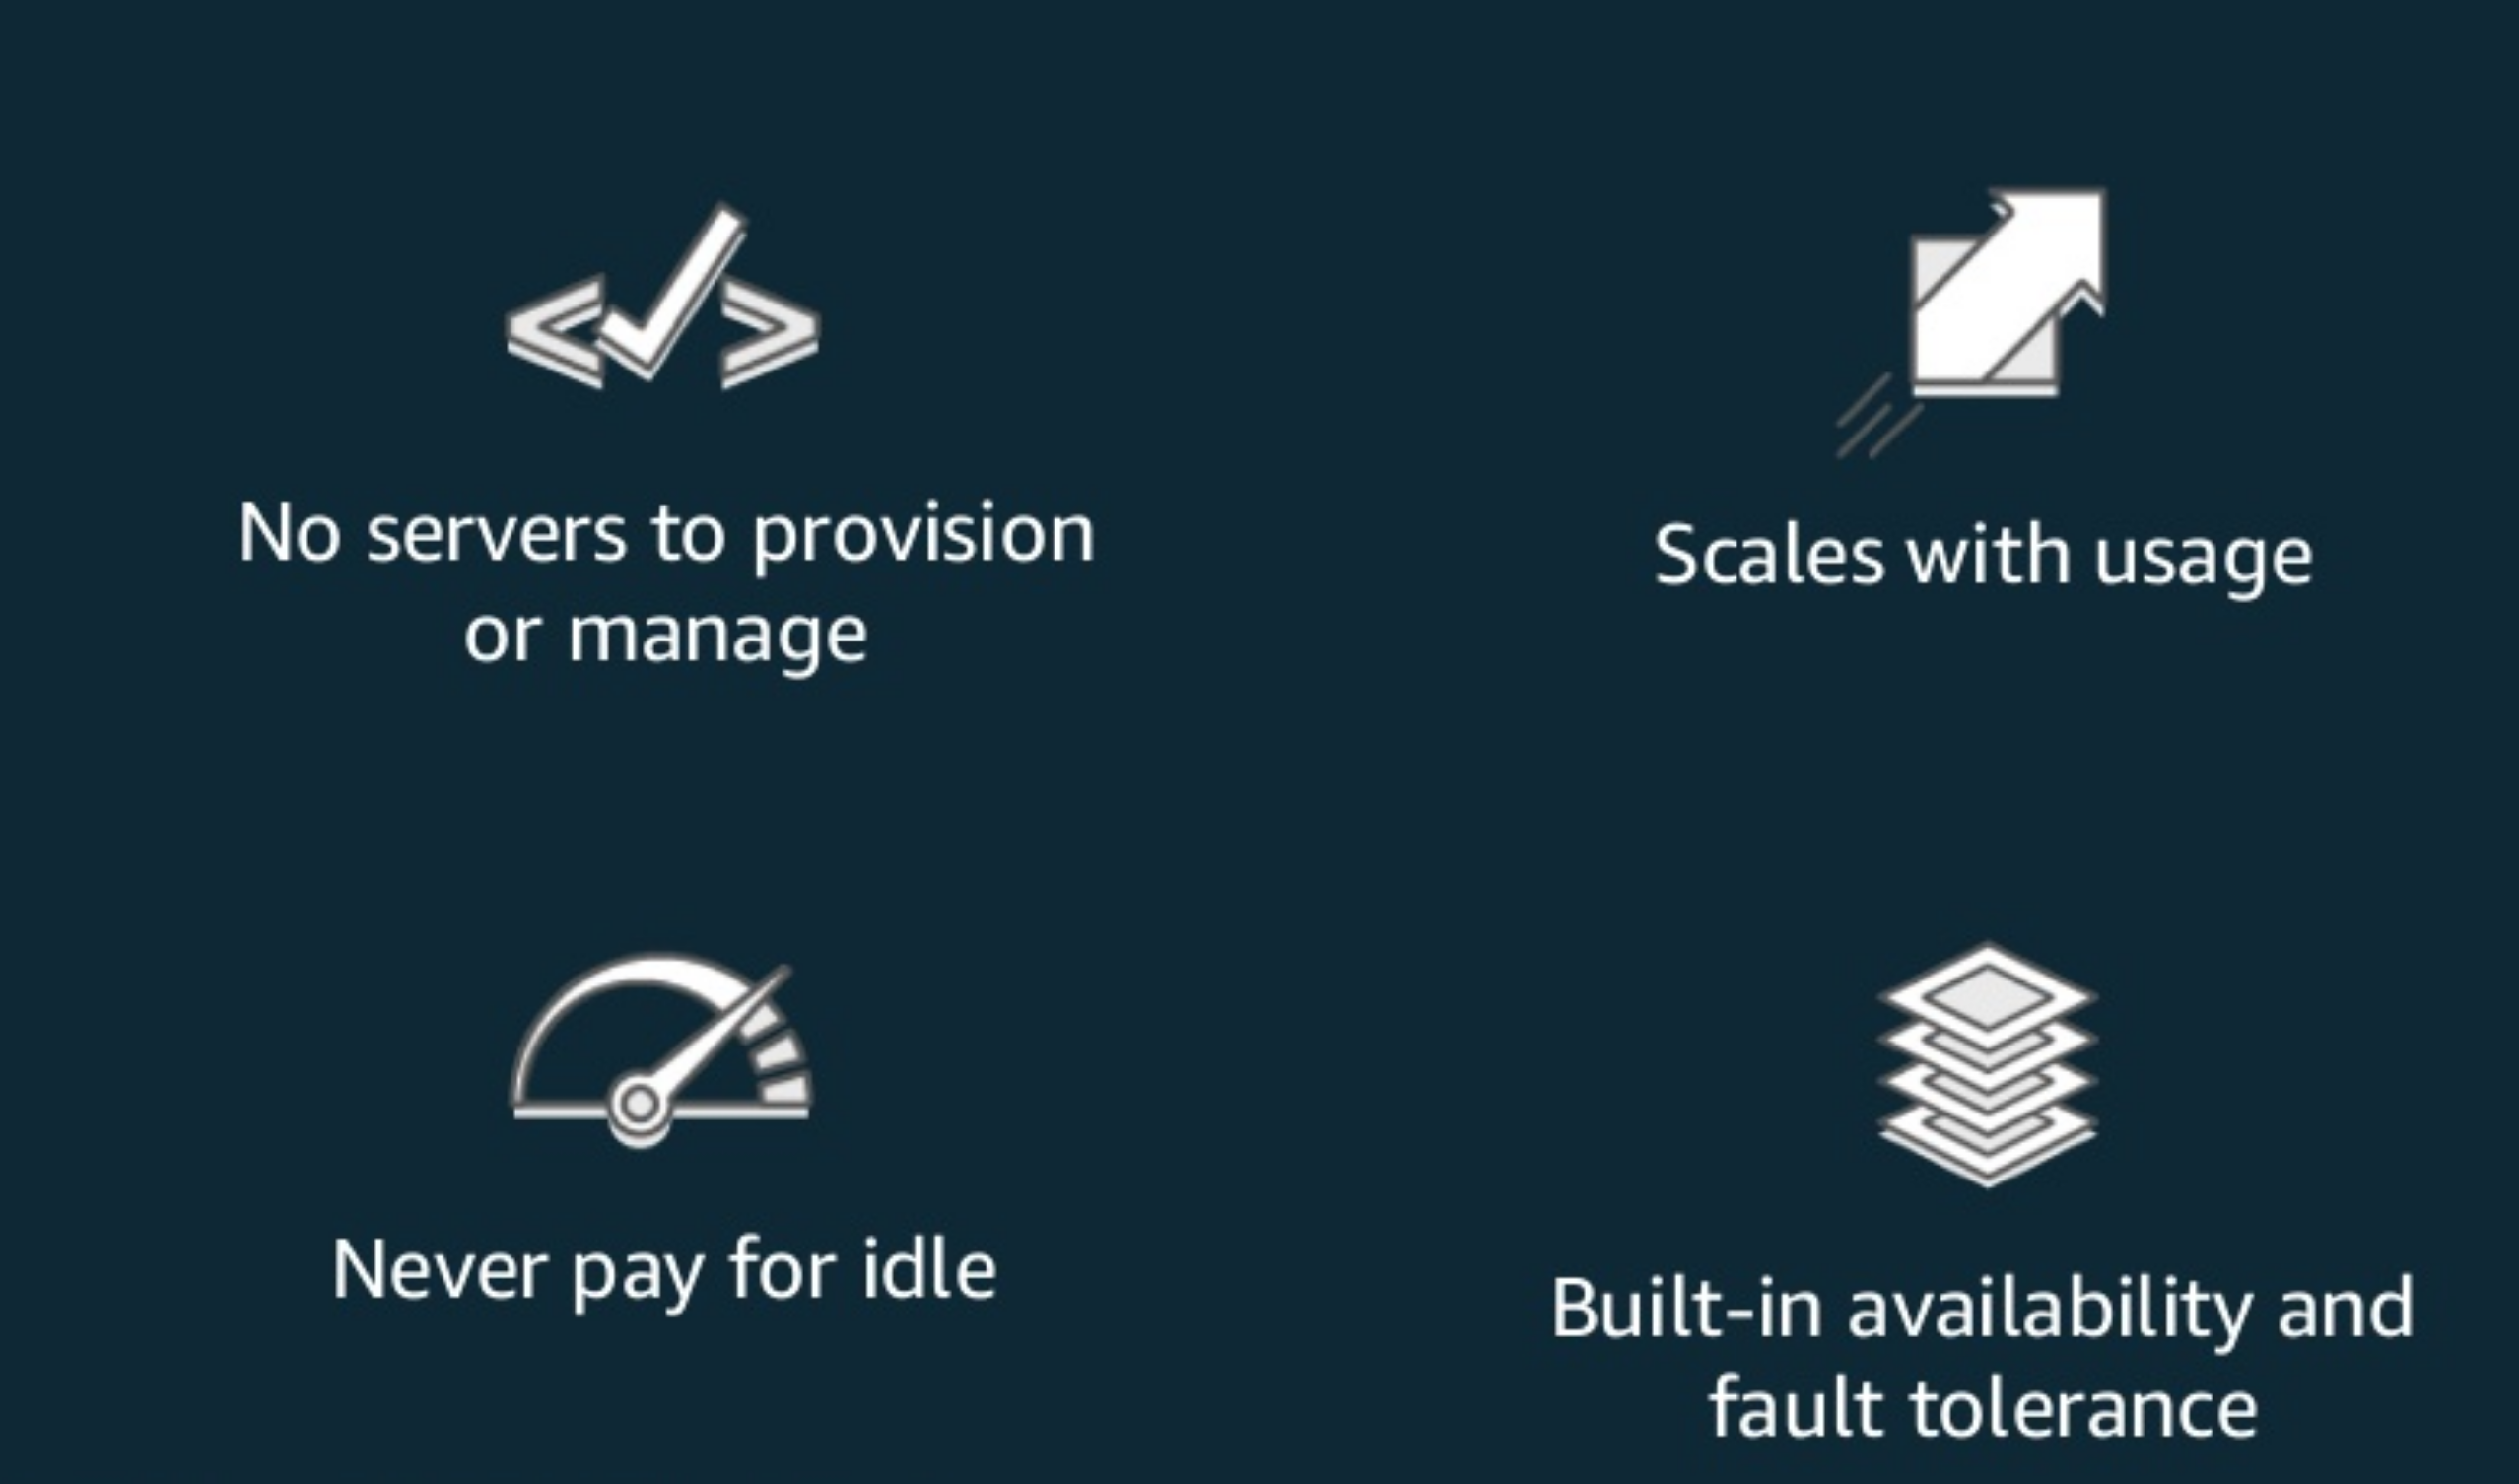 No servers to provision
or manage
Scales with usage
Never pay for idle
Built-in availability and
fault tolerance